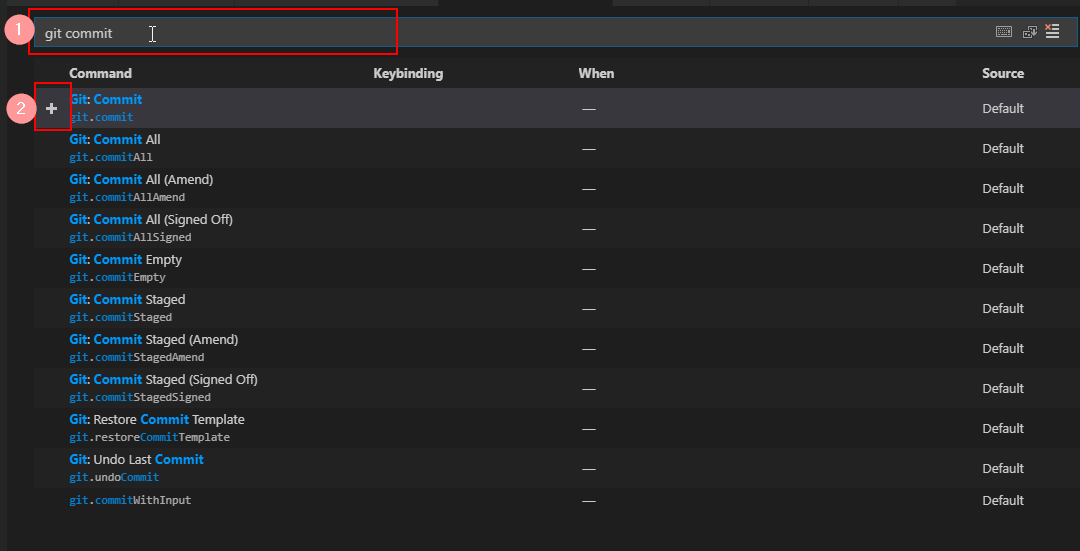 1
git commit
Command Keybinding When Source
2
Git: Commit — Default
git.commit
Git: Commit All — Default
git.commitAll
Git: Commit All (Amend) — Default
git.commitAllAmend
Git: Commit All (Signed Off) — Default
git.commitAllSigned
Git: Commit Empty — Default
git.commitEmpty
Git: Commit Staged — Default
git.commitStaged
Git: Commit Staged (Amend) — Default
git.commitStagedAmend
Git: Commit Staged (Signed Off) — Default
git.commitStagedSigned
Git: Restore Commit Template — Default
git.restoreCommitTemplate
Git: Undo Last Commit — Default
git.undoCommit
git.commitWithInput — Default